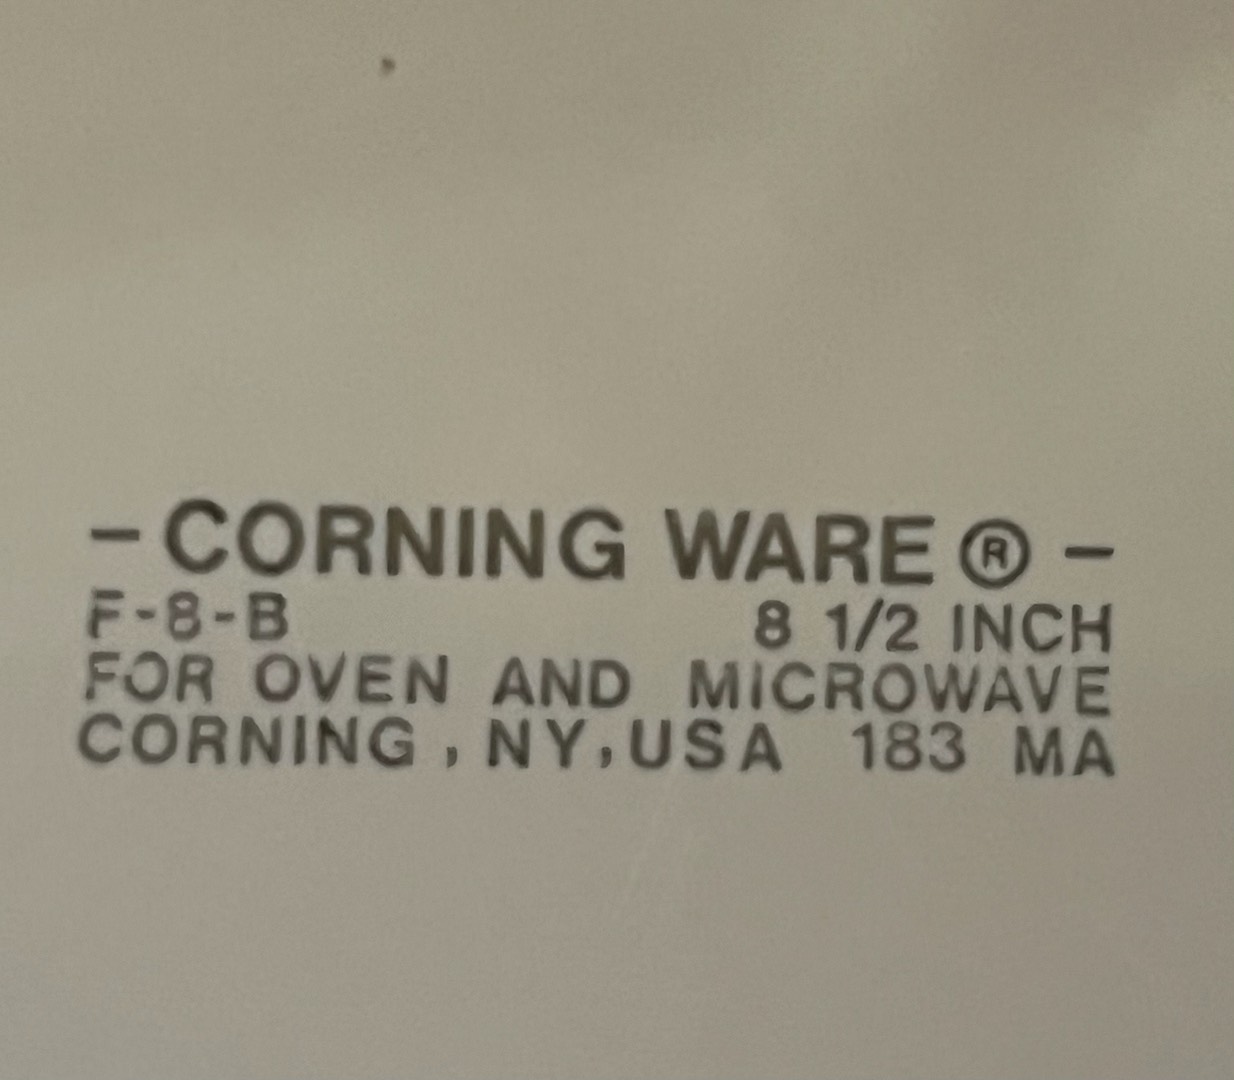 -CORNING WARE®-
F-8-B 8 1/2 INCH
FOR OVEN AND MICROWAVE
CORNING, NY, USA 183 MA